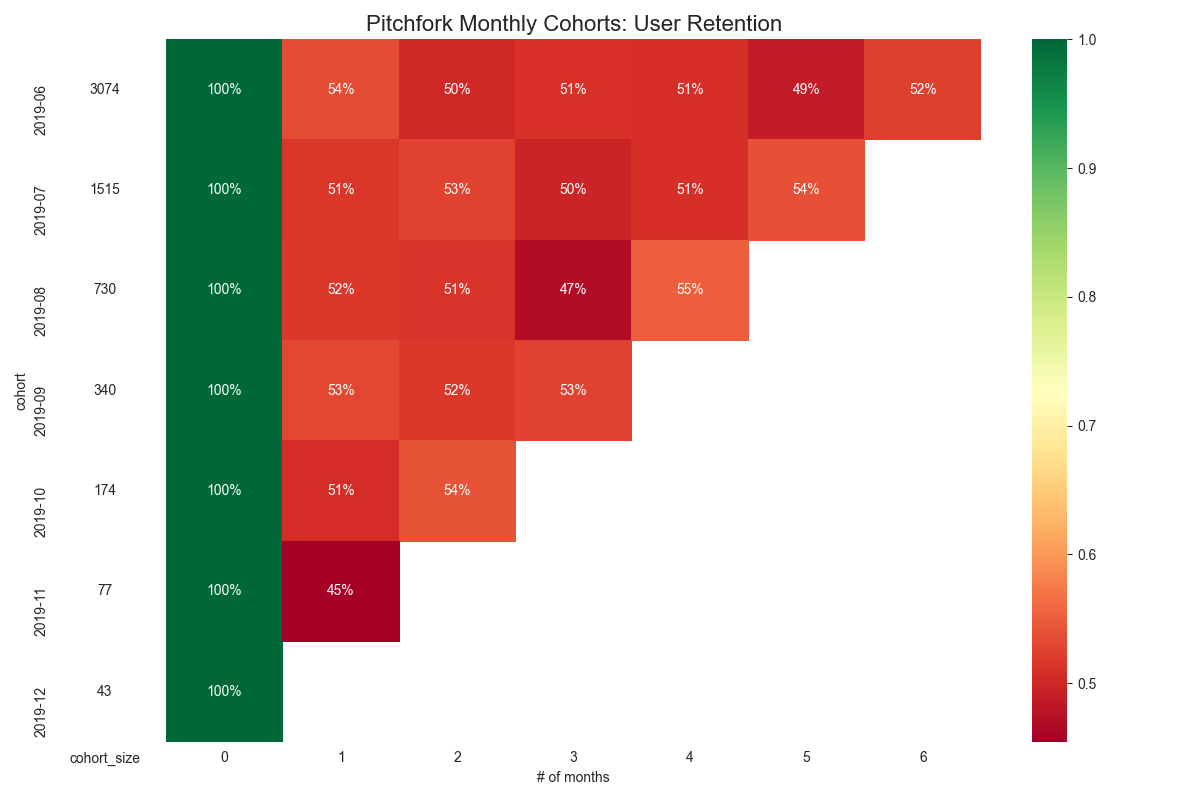 Pitchfork Monthly Cohorts: User Retention
cohort
2019-06 3074 100% 54% 50% 51% 51% 49% 52%
2019-07 1515 100% 51% 53% 50% 51% 54%
2019-08 730 100% 52% 51% 47% 55%
2019-09 340 100% 53% 52% 53%
2019-10 174 100% 51% 54%
2019-11 77 100% 45%
2019-12 43 100%
cohort_size 0 1 2 3 4 5 6
# of months
1.0
0.9
0.8
0.7
0.6
0.5